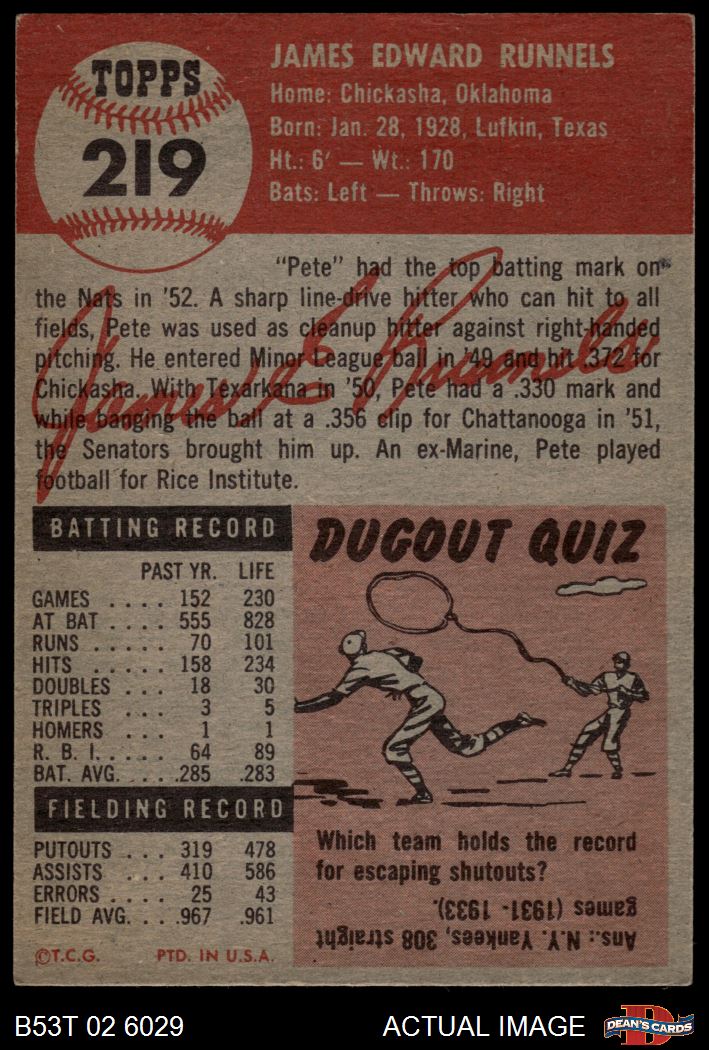 TOPPS
219
JAMES EDWARD RUNNELS
Home: Chickasha, Oklahoma
Born: Jan. 28, 1928, Lufkin, Texas
Ht.: 6' — Wt.: 170
Bats: Left — Throws: Right
"Pete" had the top batting mark on
the Nats in '52. A sharp line-drive hitter who can hit to all
fields, Pete was used as cleanup hitter against right-handed
pitching. He entered Minor League ball in '49 and hit .372 for
Chickasha. With Texarkana in '50, Pete had a .330 mark and
while banging the ball at a .356 clip for Chattanooga in '51,
the Senators brought him up. An ex-Marine, Pete played
football for Rice Institute.
James E Runnels
BATTING RECORD
PAST YR. LIFE
GAMES .... 152 230
AT BAT .... 555 828
RUNS ..... 70 101
HITS ..... 158 234
DOUBLES ... 18 30
TRIPLES ... 3 5
HOMERS ... 1 1
R. B. I. .... 64 89
BAT. AVG. .... .285 .283
FIELDING RECORD
PUTOUTS ... 319 478
ASSISTS ... 410 586
ERRORS .... 25 43
FIELD AVG. ... .967 .961
©T.C.G. PTD. IN U.S.A.
DUGOUT QUIZ
Which team holds the record
for escaping shutouts?
Ans.: N.Y. Yankees, 308 straight
games (1931 - 1933).
B53T 02 6029
ACTUAL IMAGE
D
DEAN'S CARDS